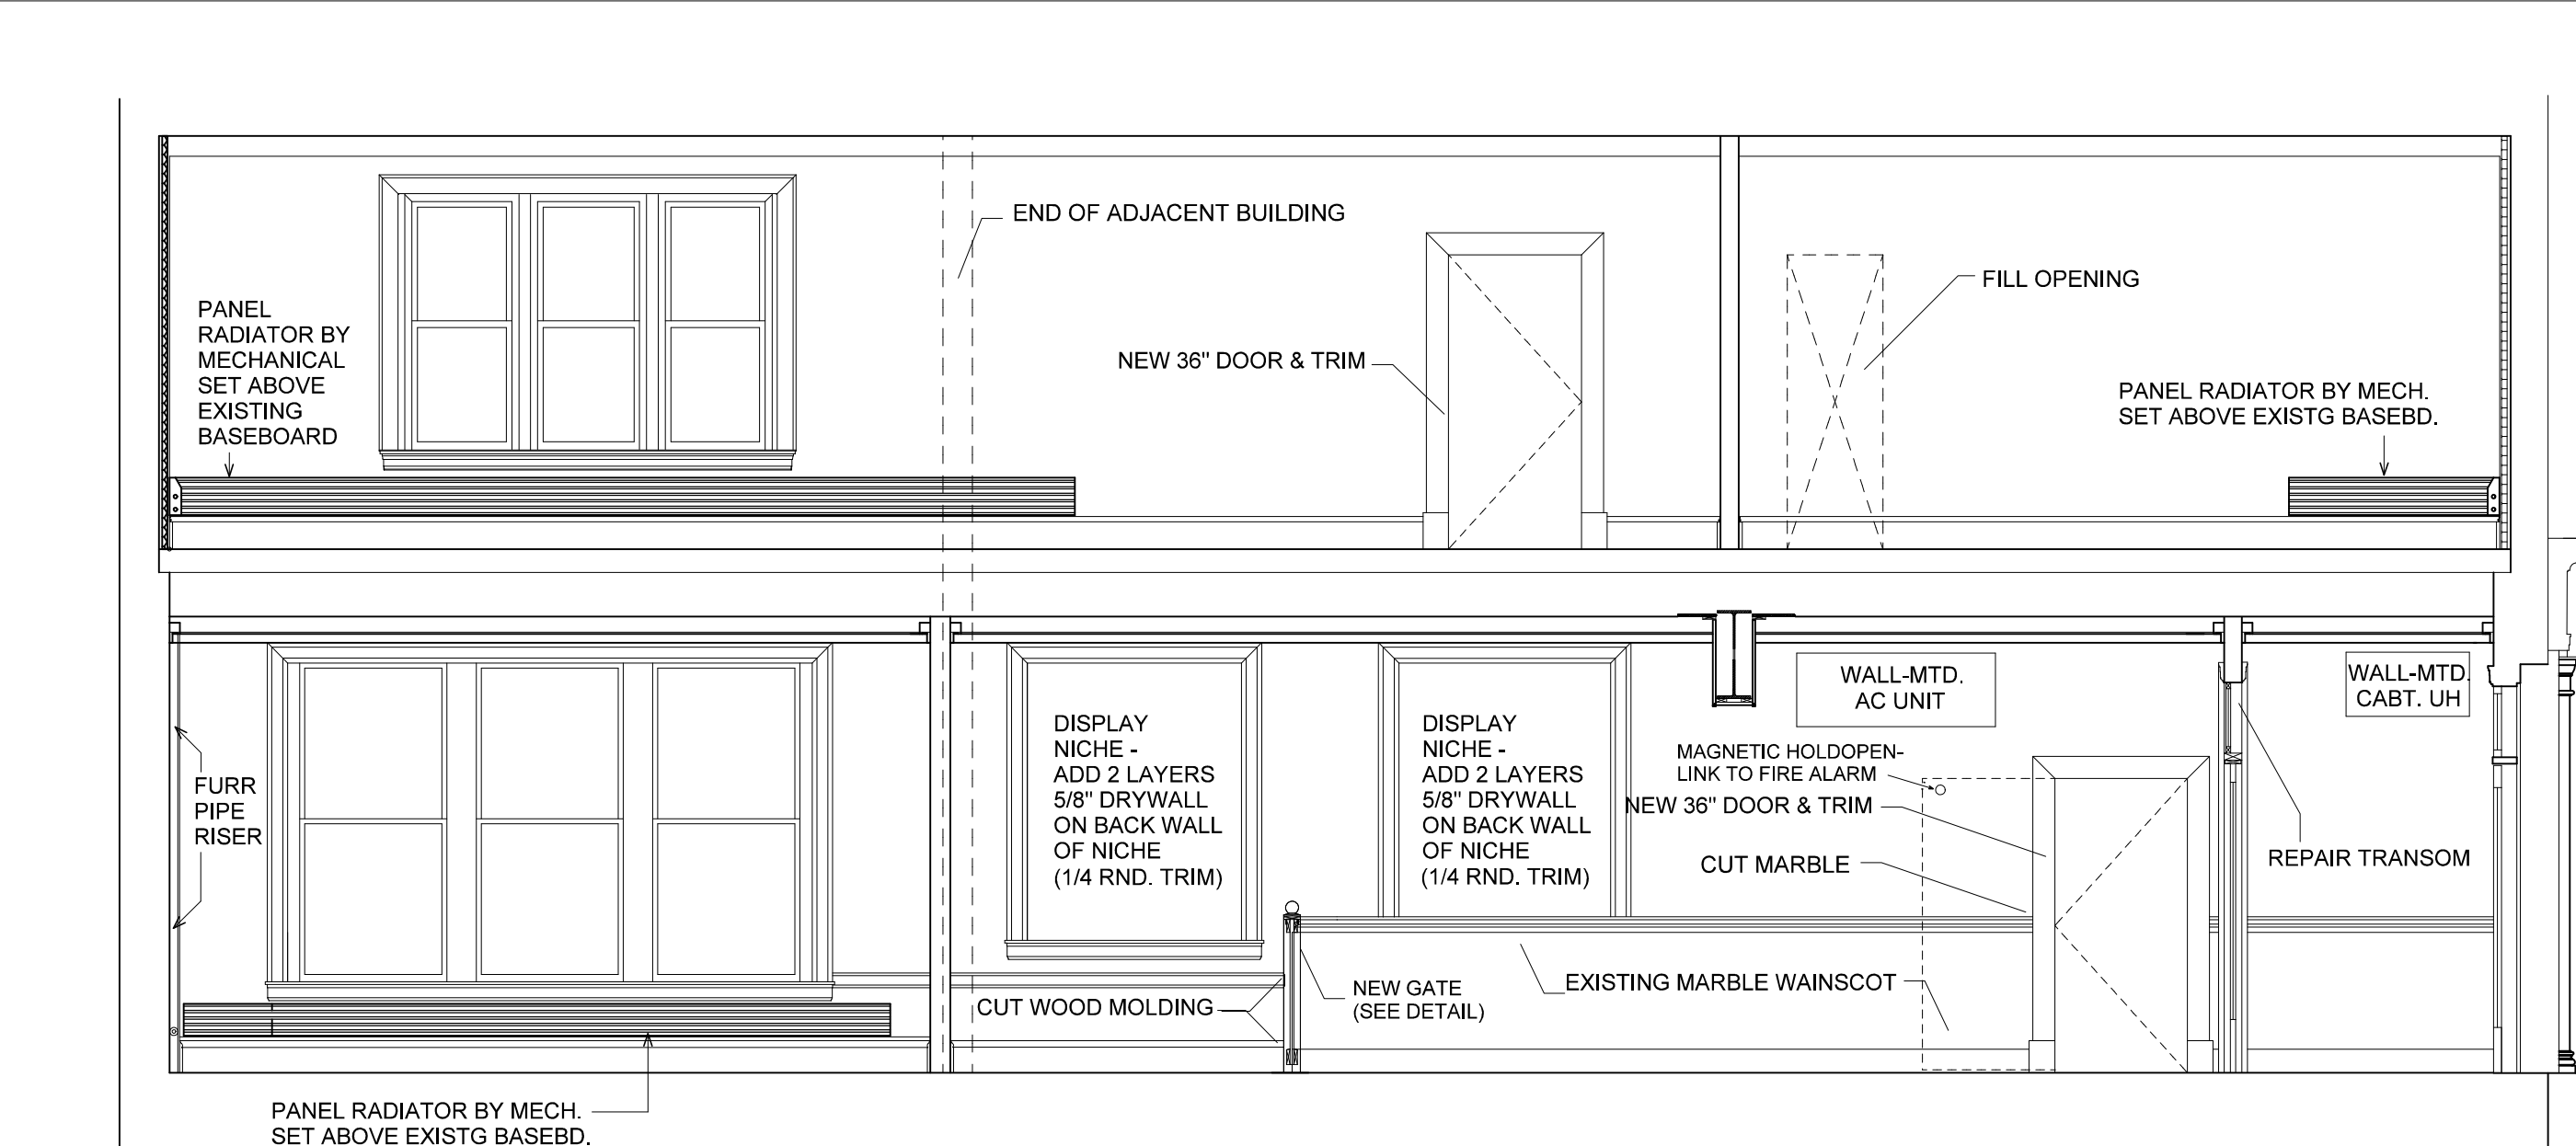 END OF ADJACENT BUILDING
FILL OPENING
PANEL
RADIATOR BY
MECHANICAL
SET ABOVE
EXISTING
BASEBOARD
NEW 36" DOOR & TRIM
PANEL RADIATOR BY MECH.
SET ABOVE EXISTG BASEBD.
WALL-MTD.
AC UNIT
WALL-MTD.
CABT. UH
FURR
PIPE
RISER
DISPLAY
NICHE -
ADD 2 LAYERS
5/8" DRYWALL
ON BACK WALL
OF NICHE
(1/4 RND. TRIM)
DISPLAY
NICHE -
ADD 2 LAYERS
5/8" DRYWALL
ON BACK WALL
OF NICHE
(1/4 RND. TRIM)
MAGNETIC HOLDOPEN-
LINK TO FIRE ALARM
NEW 36" DOOR & TRIM
CUT MARBLE
REPAIR TRANSOM
CUT WOOD MOLDING
NEW GATE
(SEE DETAIL)
EXISTING MARBLE WAINSCOT
PANEL RADIATOR BY MECH.
SET ABOVE EXISTG BASEBD.